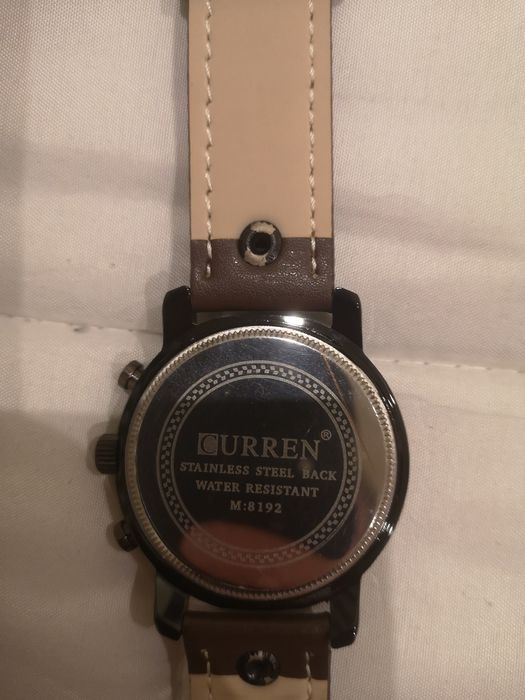 CURREN®
STAINLESS STEEL BACK
WATER RESISTANT
M:8192